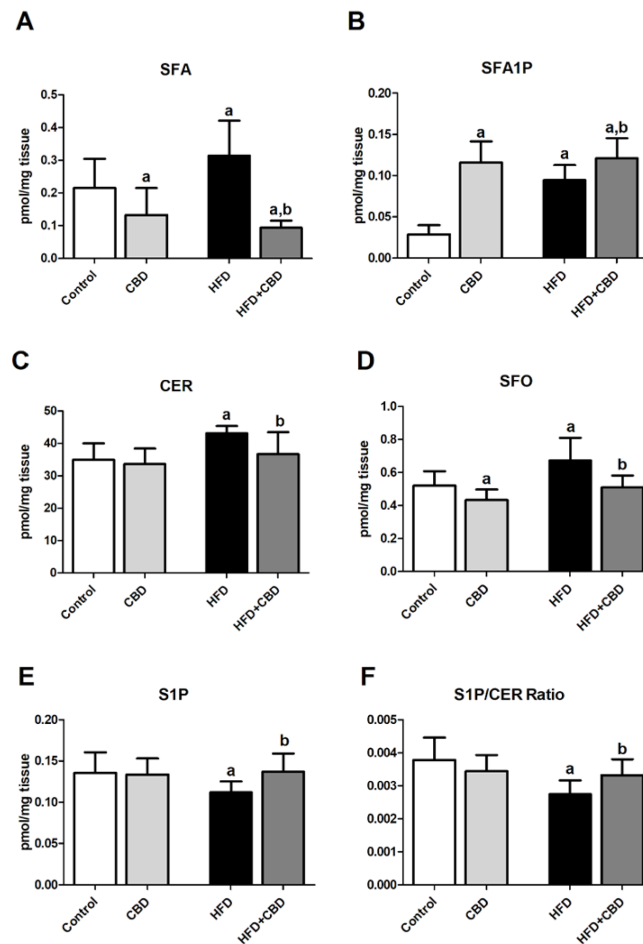 A
SFA
pmol/mg tissue
0.5
0.4
0.3
0.2
0.1
0.0
a
a
a,b
Control
CBD
HFD
HFD+CBD
B
SFA1P
pmol/mg tissue
0.20
0.15
0.10
0.05
0.00
a
a
a,b
Control
CBD
HFD
HFD+CBD
C
CER
pmol/mg tissue
50
40
30
20
10
0
a
b
Control
CBD
HFD
HFD+CBD
D
SFO
pmol/mg tissue
1.0
0.8
0.6
0.4
0.2
0.0
a
a
b
Control
CBD
HFD
HFD+CBD
E
S1P
pmol/mg tissue
0.20
0.15
0.10
0.05
0.00
a
b
Control
CBD
HFD
HFD+CBD
F
S1P/CER Ratio
0.005
0.004
0.003
0.002
0.001
0.000
a
b
Control
CBD
HFD
HFD+CBD